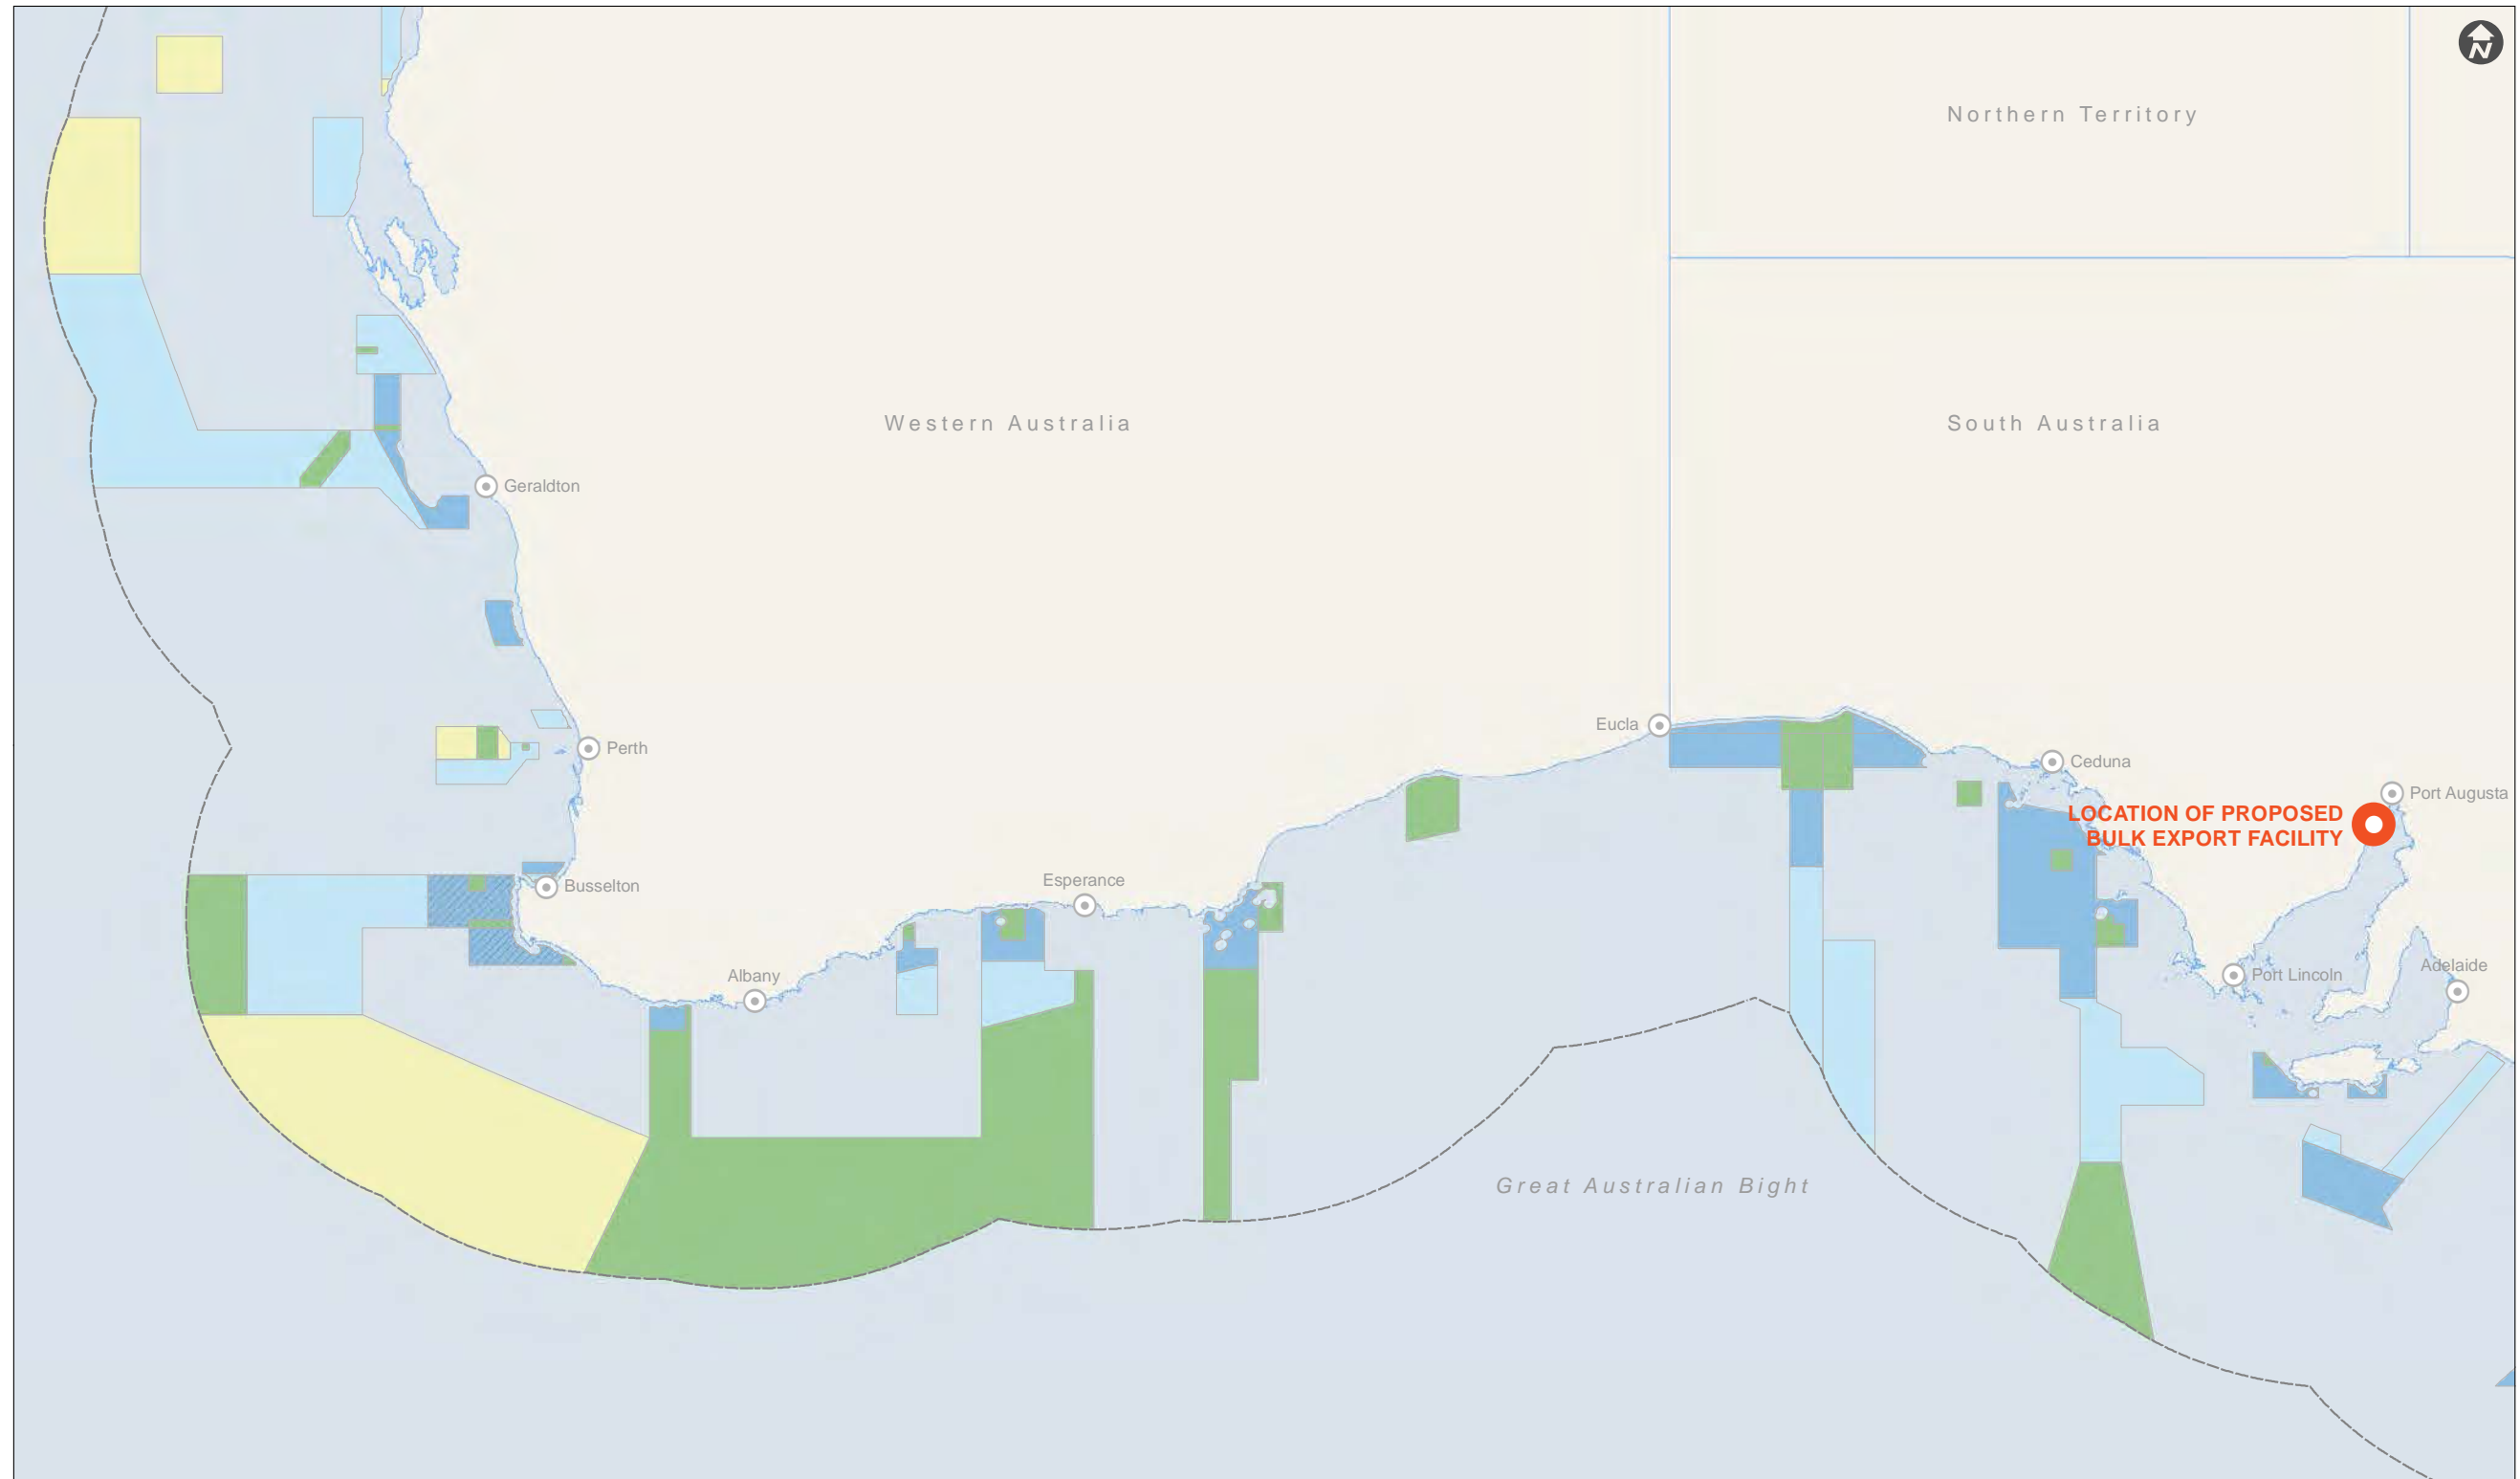 N
Northern Territory
Western Australia
South Australia
Geraldton
Eucla
Perth
Ceduna
Port Augusta
LOCATION OF PROPOSED
BULK EXPORT FACILITY
Busselton
Esperance
Albany
Port Lincoln
Adelaide
Great Australian Bight